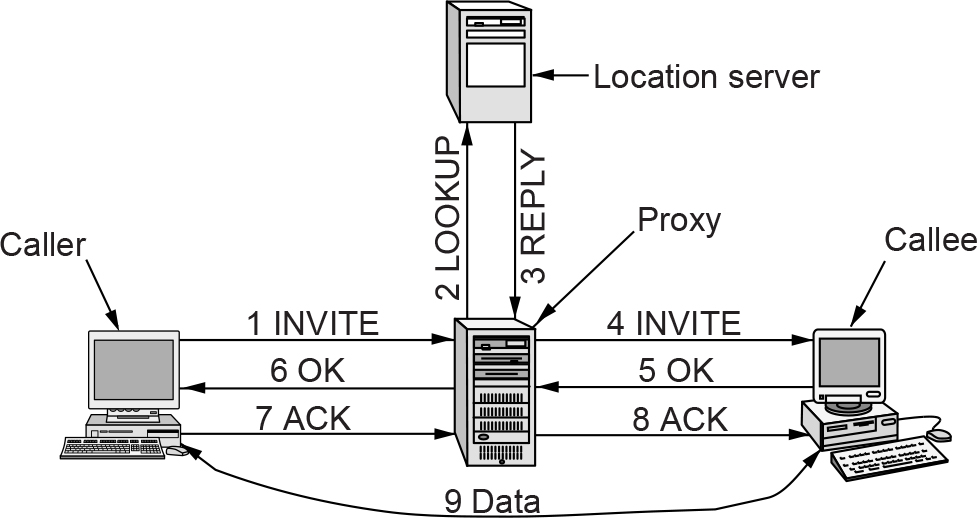 Location server
2 LOOKUP
3 REPLY
Proxy
Caller
Callee
1 INVITE
4 INVITE
6 OK
5 OK
7 ACK
8 ACK
9 Data